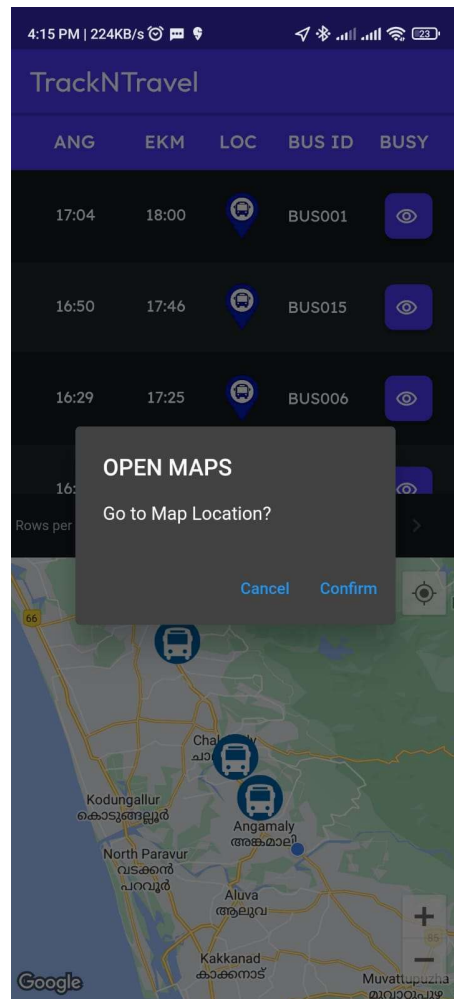 4:15 PM | 224KB/s
23
TrackNTravel
ANG EKM LOC BUS ID BUSY
17:04 18:00 BUS001
16:50 17:46 BUS015
16:29 17:25 BUS006
16:
OPEN MAPS
Go to Map Location?
Cancel Confirm
Rows per
66
Kodungallur
കൊടുങ്ങല്ലൂർ
Angamaly
അങ്കമാലി
North Paravur
വടക്കൻ
പറവൂർ
Aluva
ആലുവ
85
Kakkanad
കാക്കനാട്
Google
Muvattupuzha
മൂവാറ്റുപുഴ